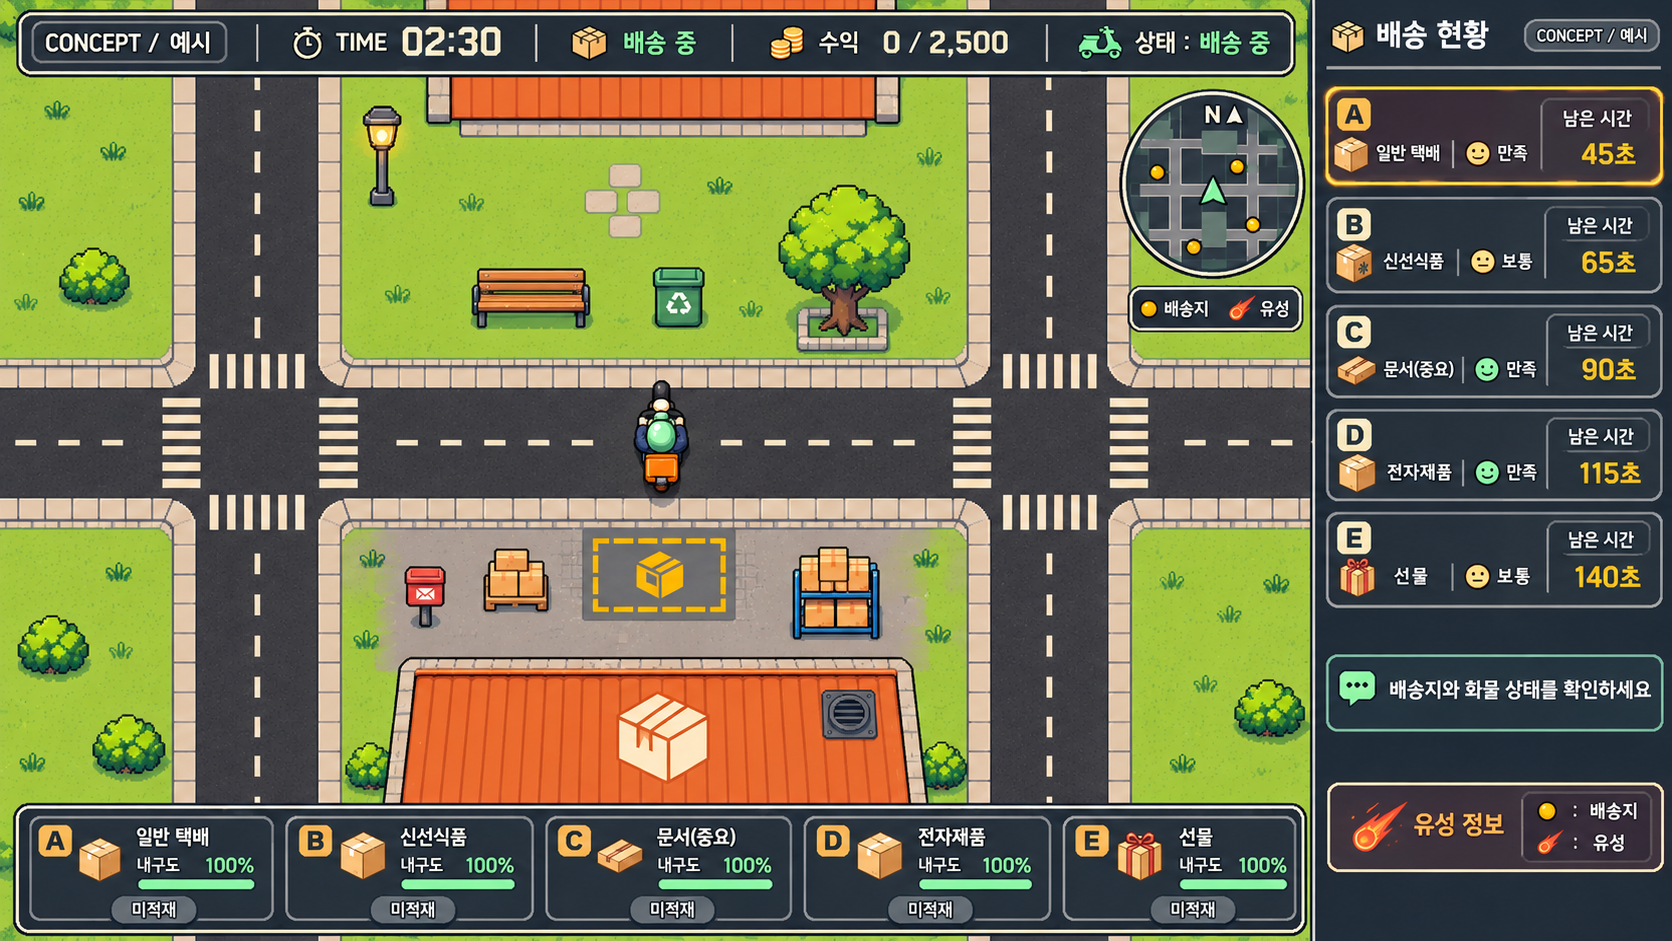 CONCEPT / 예시
TIME 02:30
배송 중
수익 0 / 2,500
상태 : 배송 중
N
배송지
유성
배송 현황
CONCEPT / 예시
A
일반 택배
만족
남은 시간
45초
B
신선식품
보통
남은 시간
65초
C
문서(중요)
만족
남은 시간
90초
D
전자제품
만족
남은 시간
115초
E
선물
보통
남은 시간
140초
배송지와 화물 상태를 확인하세요
유성 정보
: 배송지
: 유성
A
일반 택배
내구도 100%
미적재
B
신선식품
내구도 100%
미적재
C
문서(중요)
내구도 100%
미적재
D
전자제품
내구도 100%
미적재
E
선물
내구도 100%
미적재